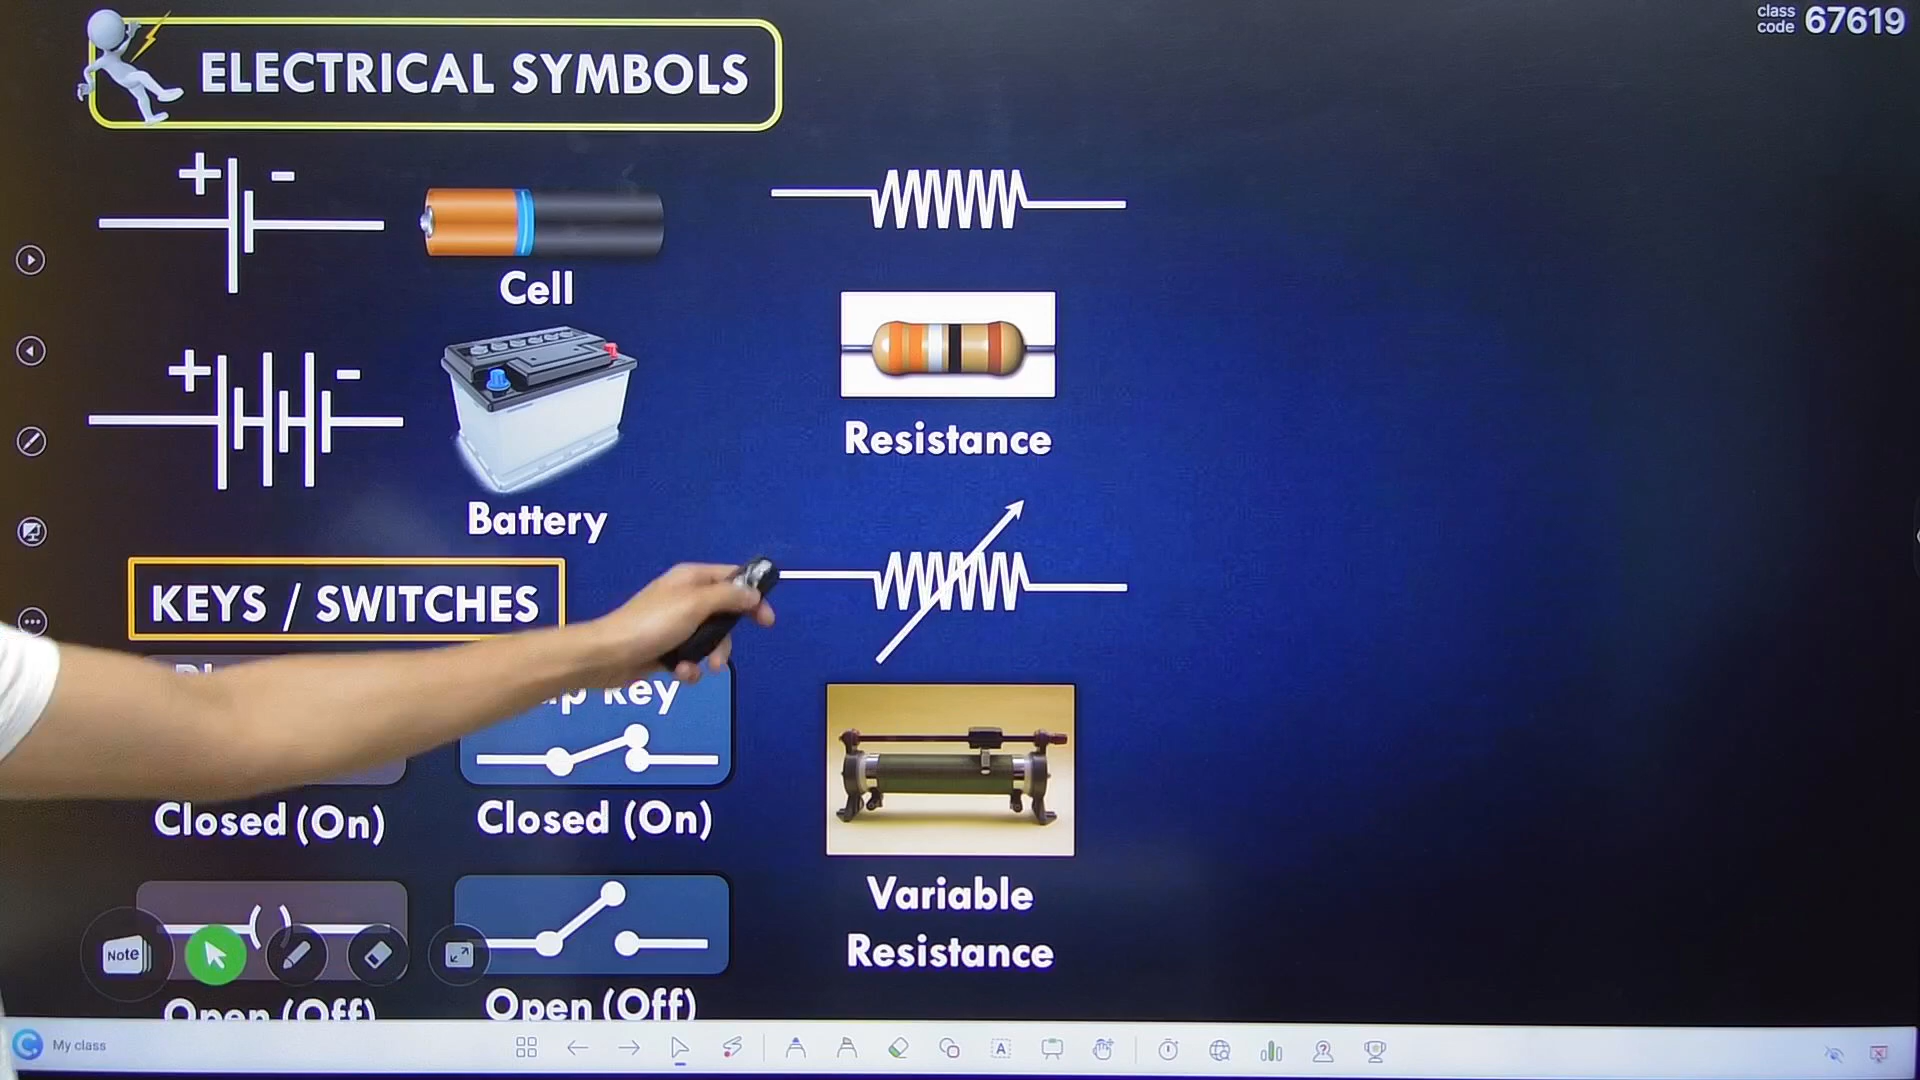 class
code 67619
ELECTRICAL SYMBOLS
+ -
Cell
+ -
Battery
Resistance
KEYS / SWITCHES
Key
Closed (On)
Closed (On)
Variable
Resistance
Note
Open (Off)
Open (Off)
My class
A